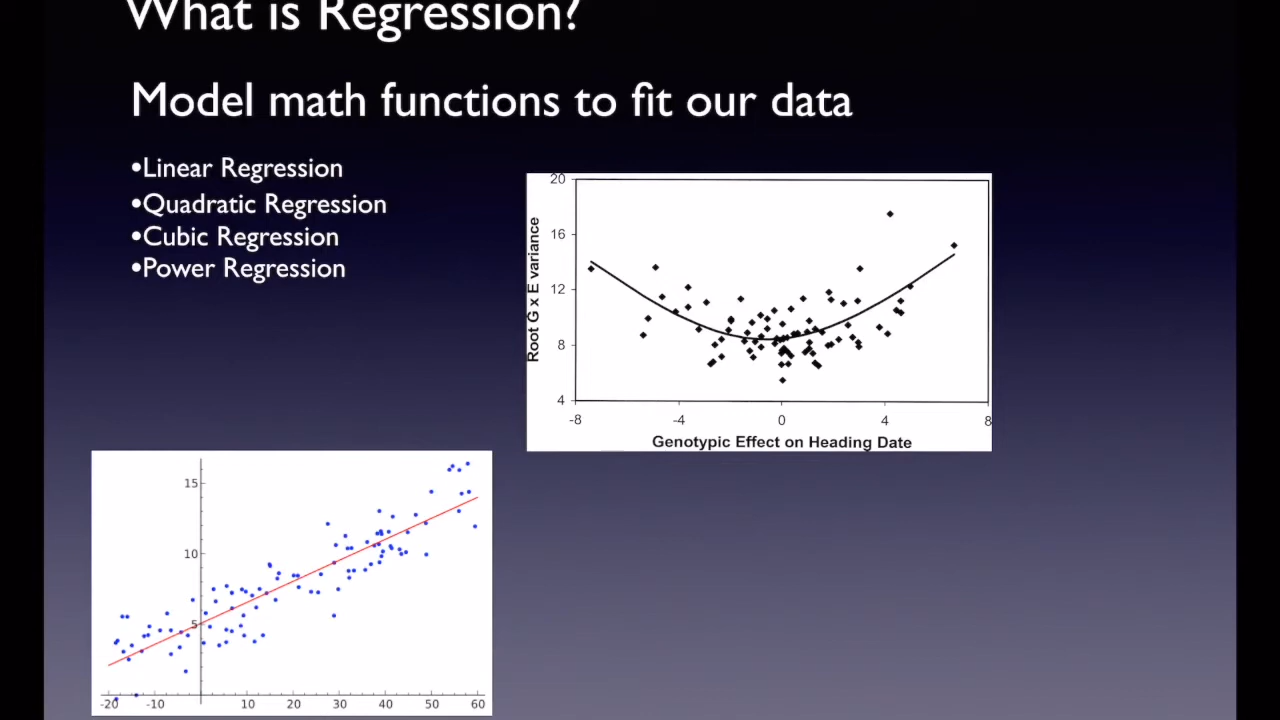 What is Regression?
Model math functions to fit our data
•Linear Regression
•Quadratic Regression
•Cubic Regression
•Power Regression
20
16
12
8
4
-8 -4 0 4 8
Root G x E variance
Genotypic Effect on Heading Date
15
10
5
-20 -10 10 20 30 40 50 60